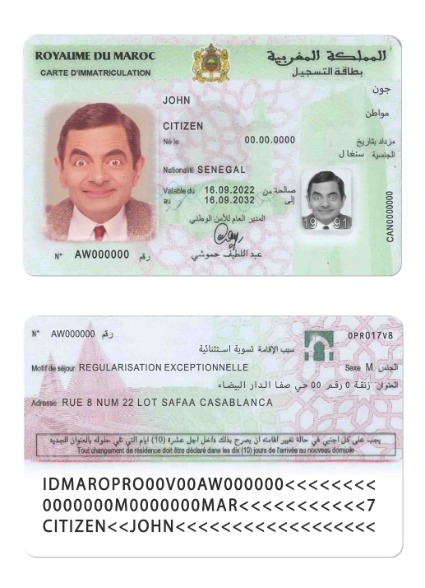 ROYAUME DU MAROC
المملكة المغربية
CARTE D'IMMATRICULATION
بطاقة التسجيل
جون
JOHN
مواطن
CITIZEN
Né le 00.00.0000 مزداد بتاريخ
الجنسية سنغال
Nationalité SENEGAL
Valable du 16.09.2022 صالحة من
au 16.09.2032 إلى
المدير العام للأمن الوطني
عبد اللطيف حموشي
1991
CAN0000000
N° AW000000 رقم
N° AW000000 رقم
0PR017V8
سبب الإقامة تسوية استثنائية
Motif de séjour REGULARISATION EXCEPTIONNELLE
Sexe M الجنس
العنوان زنقة 0 رقم 00 حي صفا الدار البيضاء
Adresse RUE 8 NUM 22 LOT SAFAA CASABLANCA
يجب على كل أجنبي في حالة تغيير اقامته ان يصرح بذلك داخل اجل عشرة (10) ايام التي تلي حلوله بالعنوان الجديد
Tout changement de résidence doit être déclaré dans les dix (10) jours de l'arrivée au nouveau domicile
IDMAROPRO00V00AW000000<<<<<<<<
0000000M0000000MAR<<<<<<<<<<<7
CITIZEN<<JOHN<<<<<<<<<<<<<<<<<